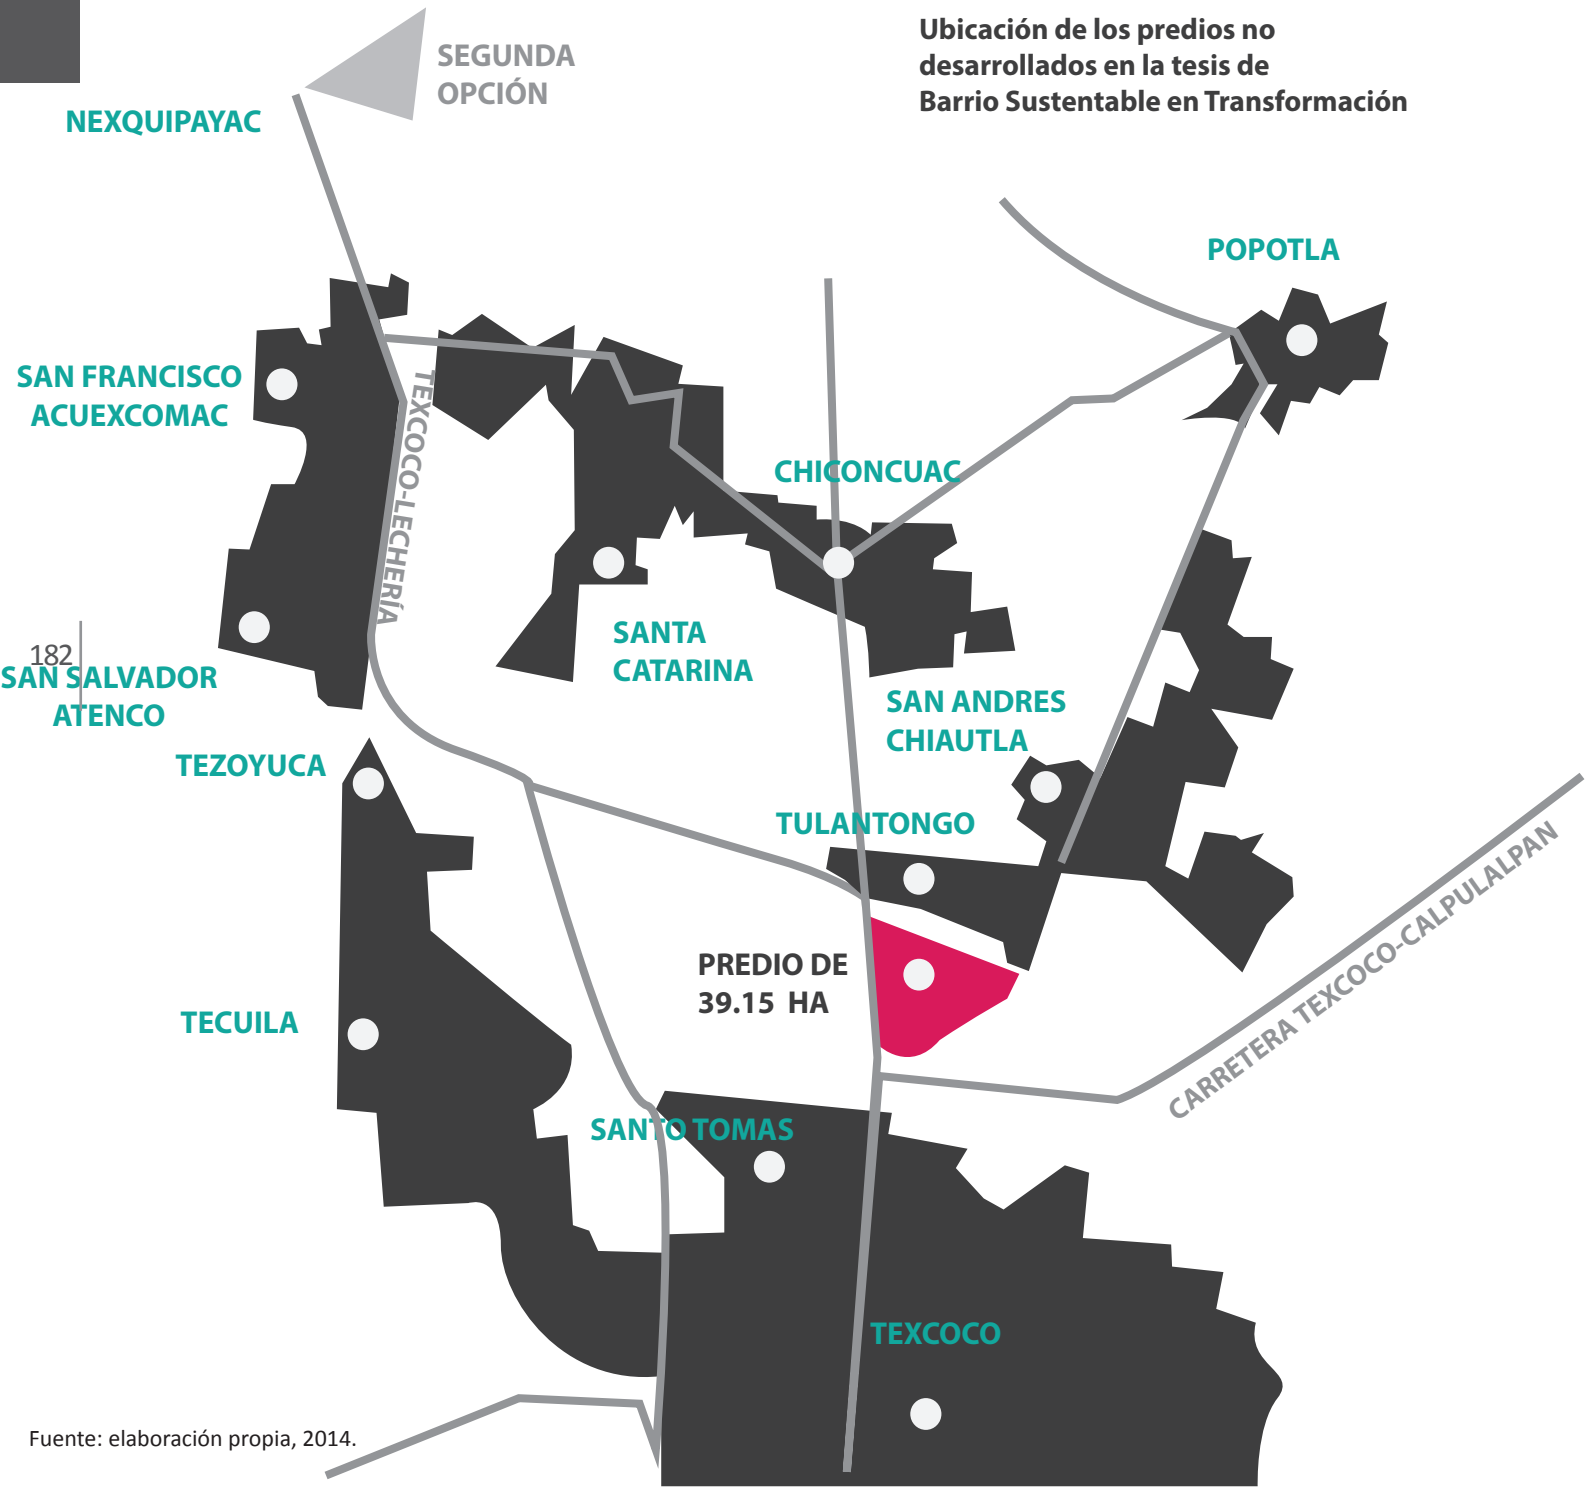 Ubicación de los predios no
desarrollados en la tesis de
Barrio Sustentable en Transformación
SEGUNDA
OPCIÓN
NEXQUIPAYAC
POPOTLA
SAN FRANCISCO
ACUEXCOMAC
TEXCOCO-LECHERÍA
CHICONCUAC
SANTA
CATARINA
182
SAN SALVADOR
ATENCO
SAN ANDRES
CHIAUTLA
TEZOYUCA
TULANTONGO
CARRETERA TEXCOCO-CALPULALPAN
PREDIO DE
39.15 HA
TECUILA
SANTO TOMAS
TEXCOCO
Fuente: elaboración propia, 2014.